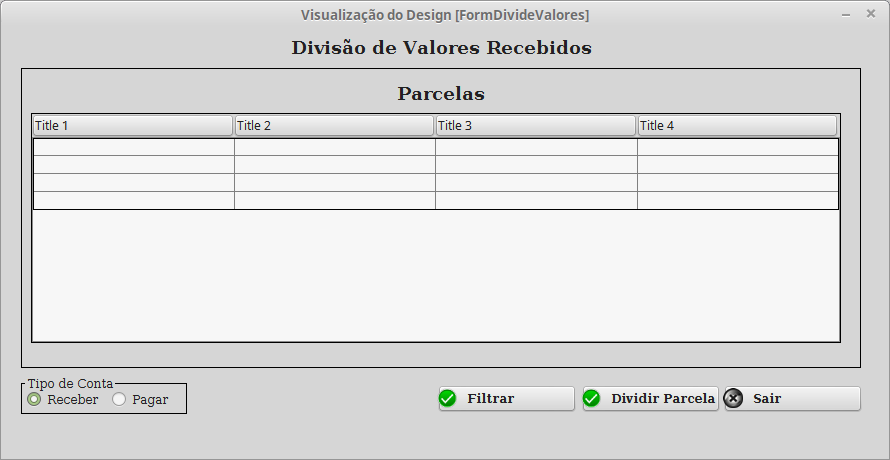 Visualização do Design [FormDivideValores]
Divisão de Valores Recebidos
Parcelas
Title 1 Title 2 Title 3 Title 4
Tipo de Conta
Receber Pagar
Filtrar Dividir Parcela Sair